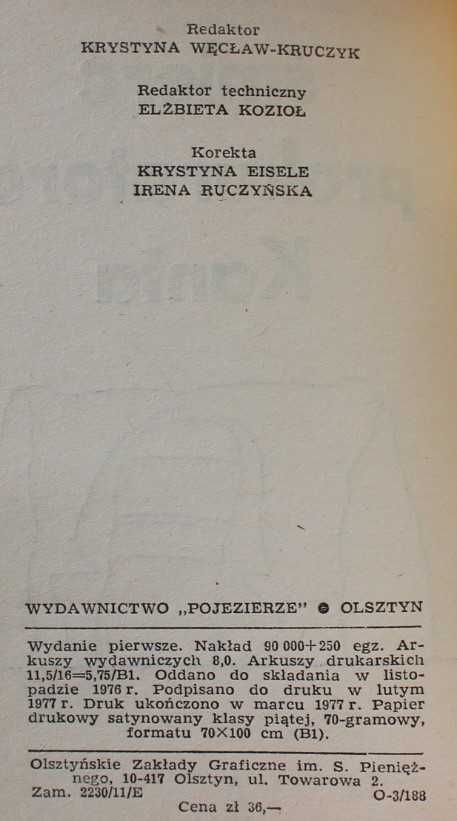 Redaktor
KRYSTYNA WĘCŁAW-KRUCZYK
Redaktor techniczny
ELŻBIETA KOZIOŁ
Korekta
KRYSTYNA EISELE
IRENA RUCZYŃSKA
WYDAWNICTWO „POJEZIERZE” ● OLSZTYN
Wydanie pierwsze. Nakład 90 000+250 egz. Ar-
kuszy wydawniczych 8,0. Arkuszy drukarskich
11,5/16=5,75/B1. Oddano do składania w listo-
padzie 1976 r. Podpisano do druku w lutym
1977 r. Druk ukończono w marcu 1977 r. Papier
drukowy satynowany klasy piątej, 70-gramowy,
formatu 70×100 cm (B1).
Olsztyńskie Zakłady Graficzne im. S. Pienięż-
nego, 10-417 Olsztyn, ul. Towarowa 2.
Zam. 2230/11/E O-3/188
Cena zł 36,—